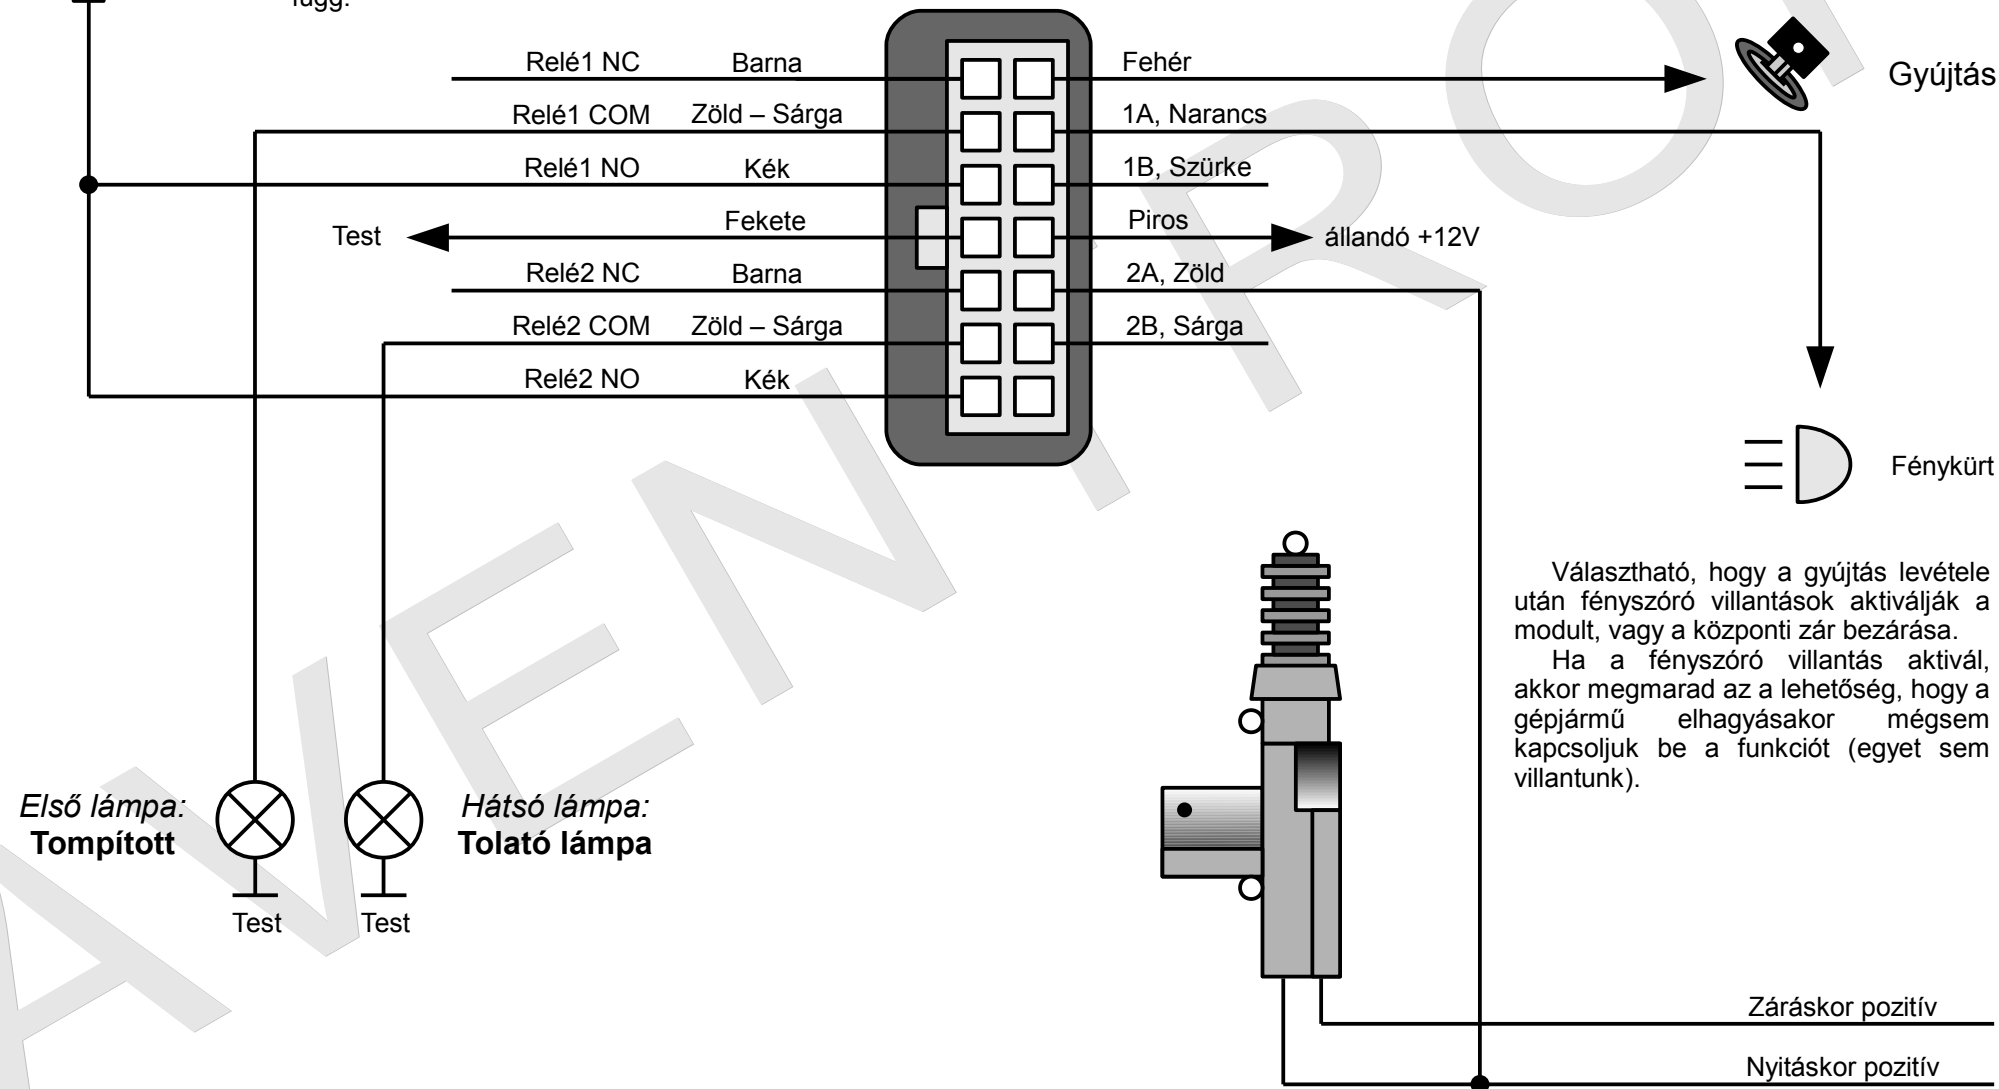 függ.
Relé1 NC Barna Fehér
Gyújtás
Relé1 COM Zöld – Sárga 1A, Narancs
Relé1 NO Kék 1B, Szürke
Test Fekete Piros állandó +12V
Relé2 NC Barna 2A, Zöld
Relé2 COM Zöld – Sárga 2B, Sárga
Relé2 NO Kék
Fénykürt
Választható, hogy a gyújtás levétele
után fényszóró villantások aktiválják a
modult, vagy a központi zár bezárása.
Ha a fényszóró villantás aktivál,
akkor megmarad az a lehetőség, hogy a
gépjármű elhagyásakor mégsem
kapcsoljuk be a funkciót (egyet sem
villantunk).
Első lámpa:
Tompított
Hátsó lámpa:
Tolató lámpa
Test Test
Záráskor pozitív
Nyitáskor pozitív